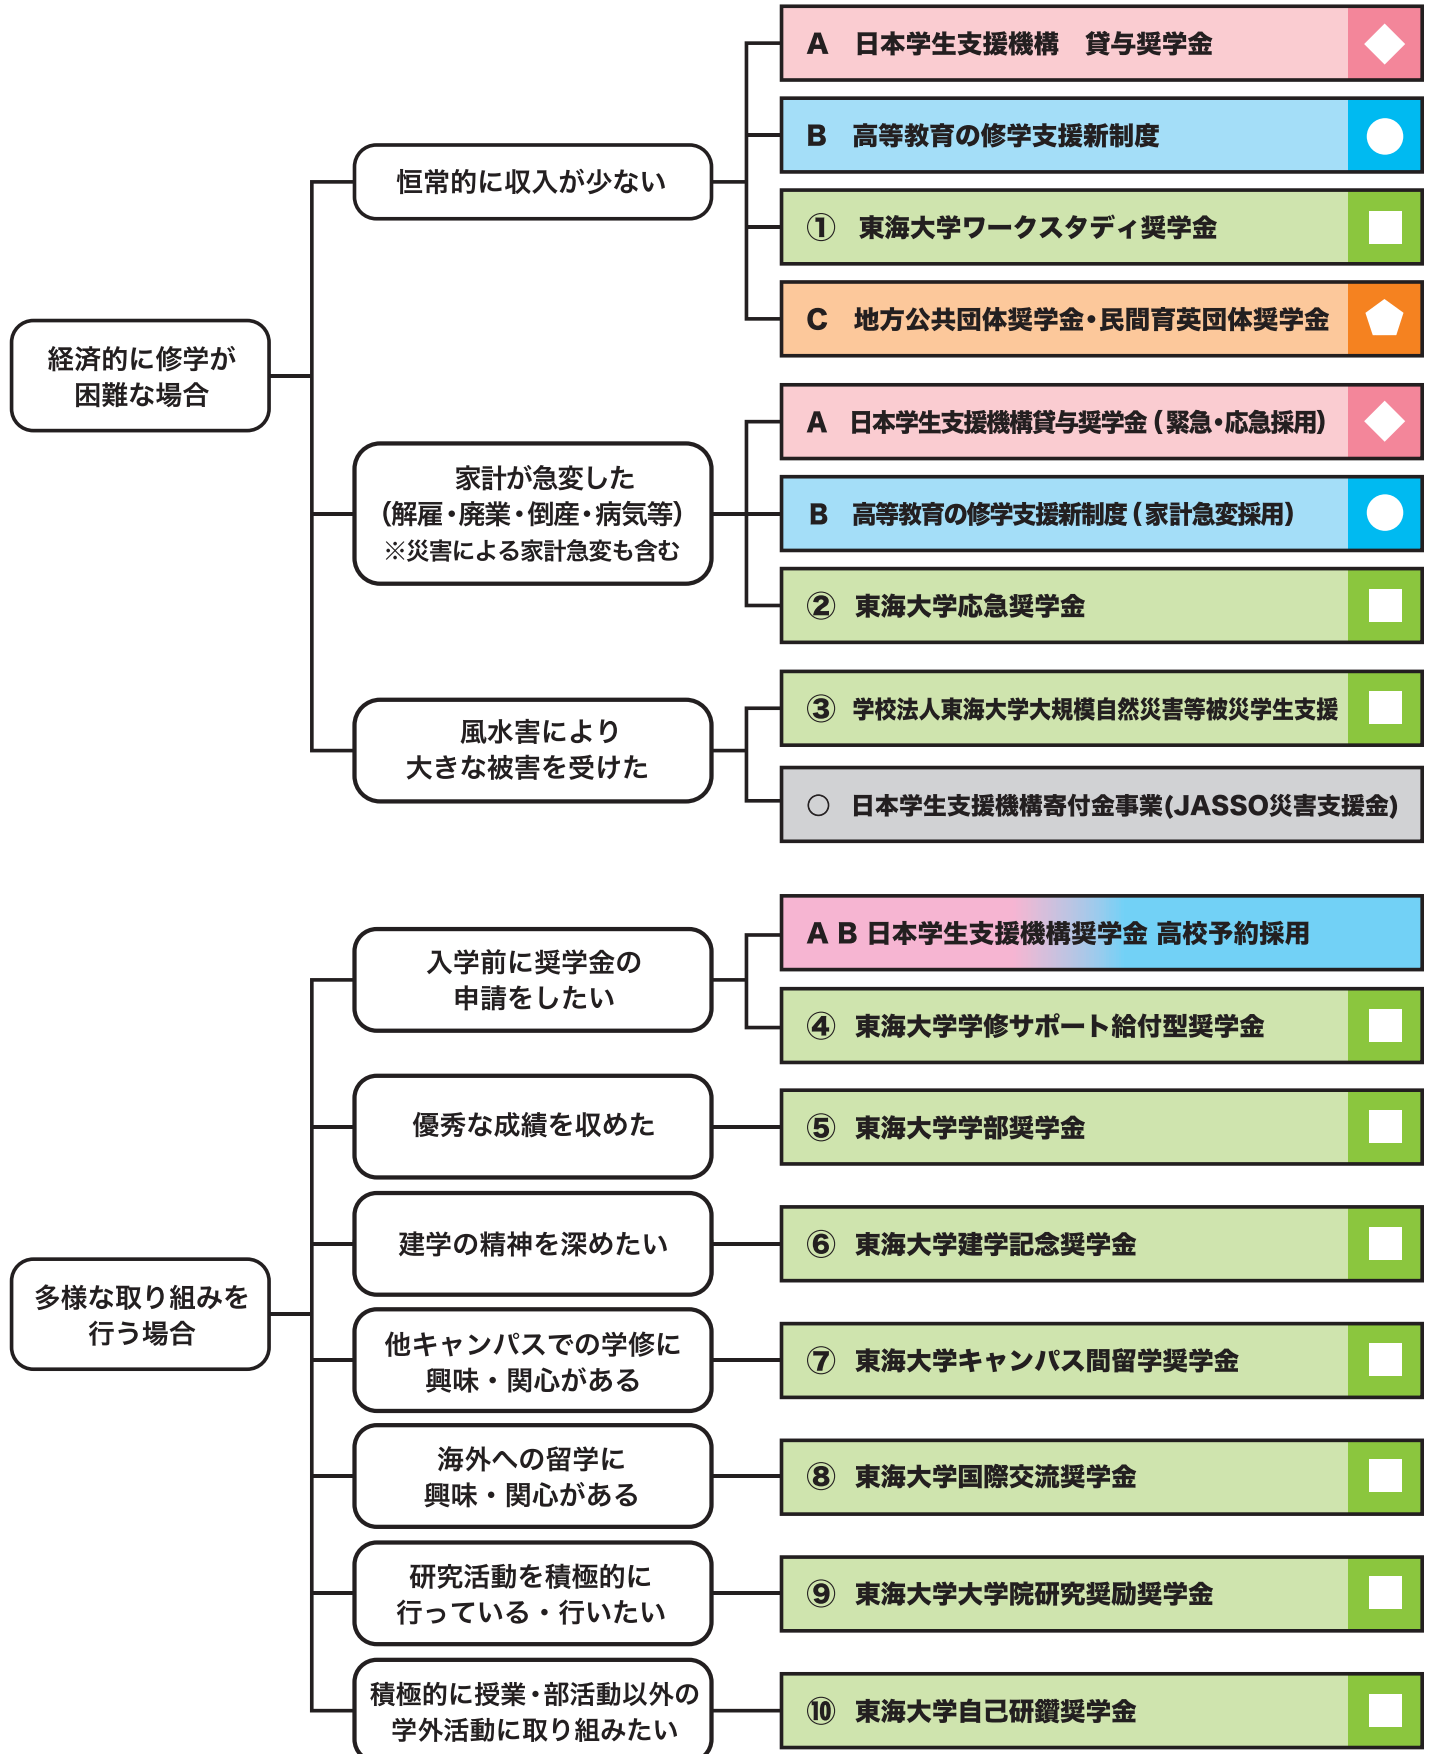 経済的に修学が
困難な場合
恒常的に収入が少ない
A 日本学生支援機構 貸与奨学金
B 高等教育の修学支援新制度
① 東海大学ワークスタディ奨学金
C 地方公共団体奨学金・民間育英団体奨学金
家計が急変した
（解雇・廃業・倒産・病気等）
※災害による家計急変も含む
A 日本学生支援機構貸与奨学金（緊急・応急採用）
B 高等教育の修学支援新制度（家計急変採用）
② 東海大学応急奨学金
風水害により
大きな被害を受けた
③ 学校法人東海大学大規模自然災害等被災学生支援
○ 日本学生支援機構寄付金事業(JASSO災害支援金)
多様な取り組みを
行う場合
入学前に奨学金の
申請をしたい
A B 日本学生支援機構奨学金 高校予約採用
④ 東海大学学修サポート給付型奨学金
優秀な成績を収めた
⑤ 東海大学学部奨学金
建学の精神を深めたい
⑥ 東海大学建学記念奨学金
他キャンパスでの学修に
興味・関心がある
⑦ 東海大学キャンパス間留学奨学金
海外への留学に
興味・関心がある
⑧ 東海大学国際交流奨学金
研究活動を積極的に
行っている・行いたい
⑨ 東海大学大学院研究奨励奨学金
積極的に授業・部活動以外の
学外活動に取り組みたい
⑩ 東海大学自己研鑽奨学金